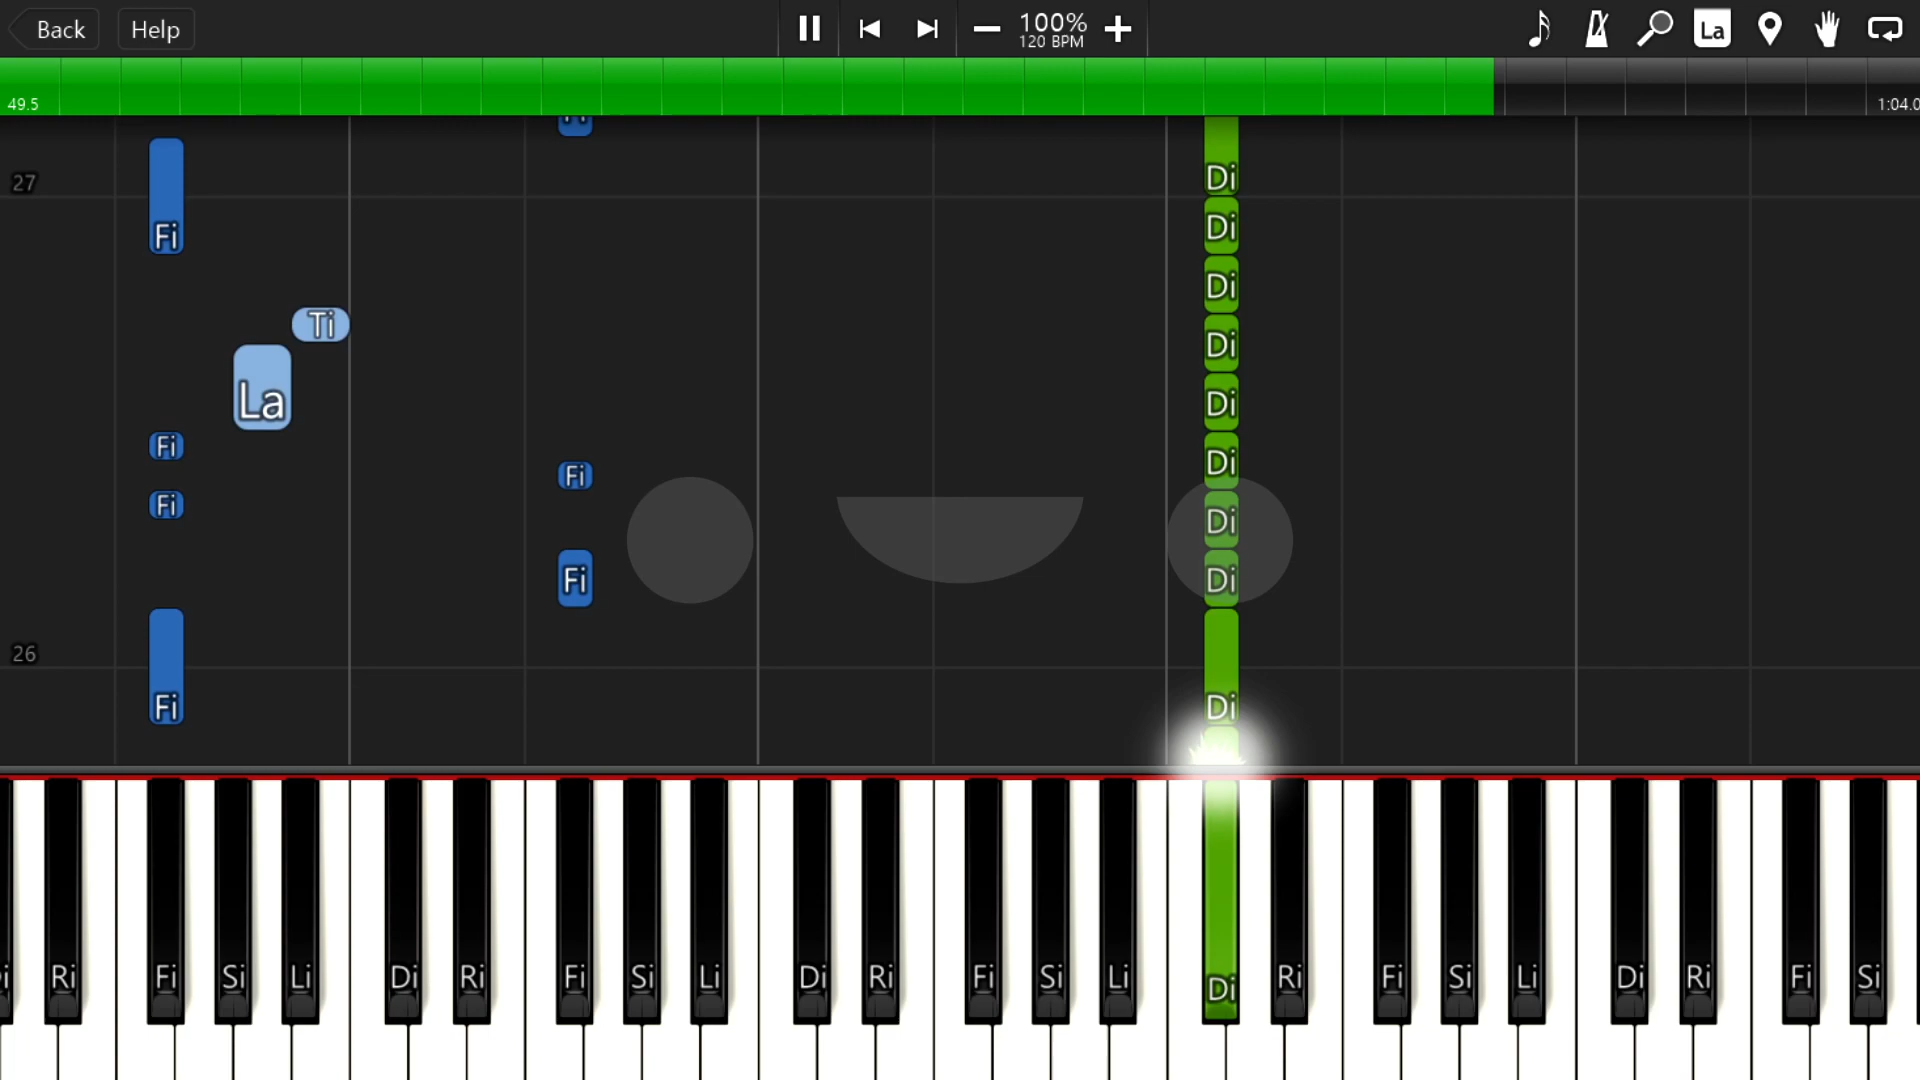 Back Help 100% La
120 BPM
49.5 1:04.0
27
Di
Fi Di
Di
Ti Di
La Di
Fi Di
Fi Fi Di
Fi Di
26
Fi Di
Ri Fi Si Li Di Ri Fi Si Li Di Ri Fi Si Li Di Ri Fi Si Li Di Ri Fi Si